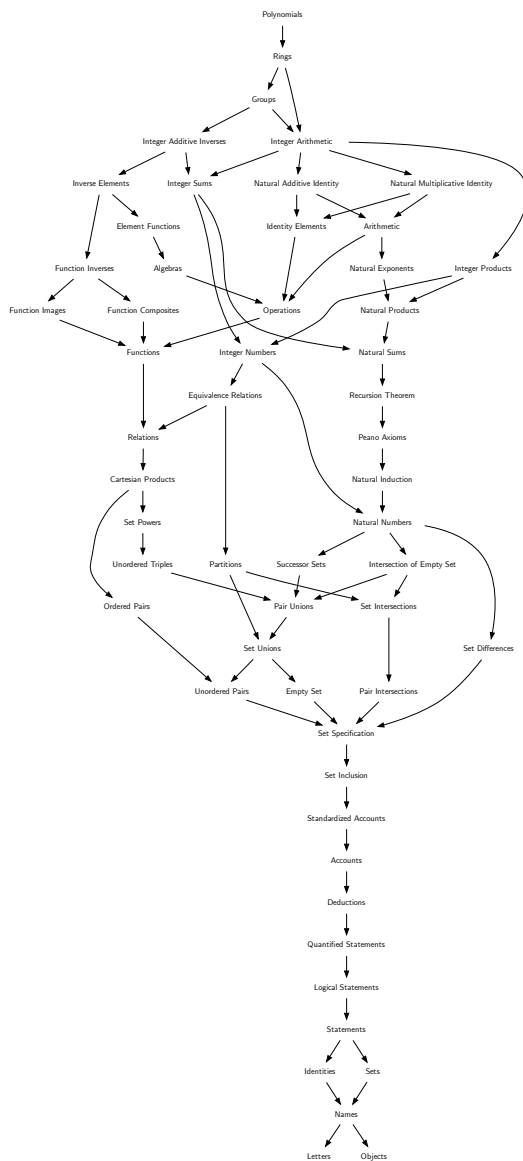 Polynomials
Rings
Groups
Integer Additive Inverses
Integer Arithmetic
Inverse Elements
Integer Sums
Natural Additive Identity
Natural Multiplicative Identity
Element Functions
Identity Elements
Arithmetic
Function Inverses
Algebras
Natural Exponents
Integer Products
Function Images
Function Composites
Operations
Natural Products
Functions
Integer Numbers
Natural Sums
Equivalence Relations
Recursion Theorem
Relations
Peano Axioms
Cartesian Products
Natural Induction
Set Powers
Natural Numbers
Unordered Triples
Partitions
Successor Sets
Intersection of Empty Set
Ordered Pairs
Pair Unions
Set Intersections
Set Unions
Set Differences
Unordered Pairs
Empty Set
Pair Intersections
Set Specification
Set Inclusion
Standardized Accounts
Accounts
Deductions
Quantified Statements
Logical Statements
Statements
Identities
Sets
Names
Letters
Objects